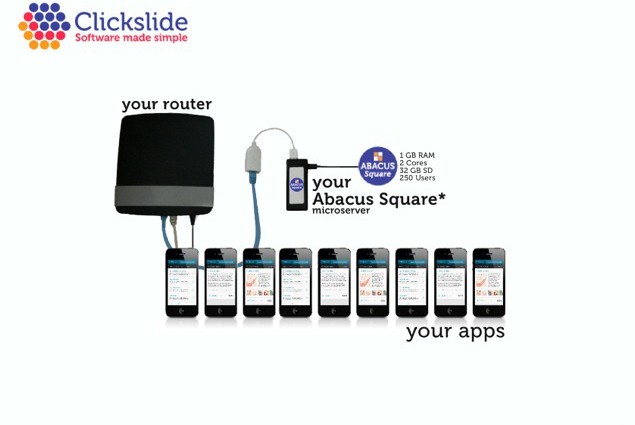 Clickslide
Software made simple
your router
1 GB RAM
2 Cores
32 GB SD
250 Users
ABACUS
Square
your
Abacus Square*
microserver
your apps